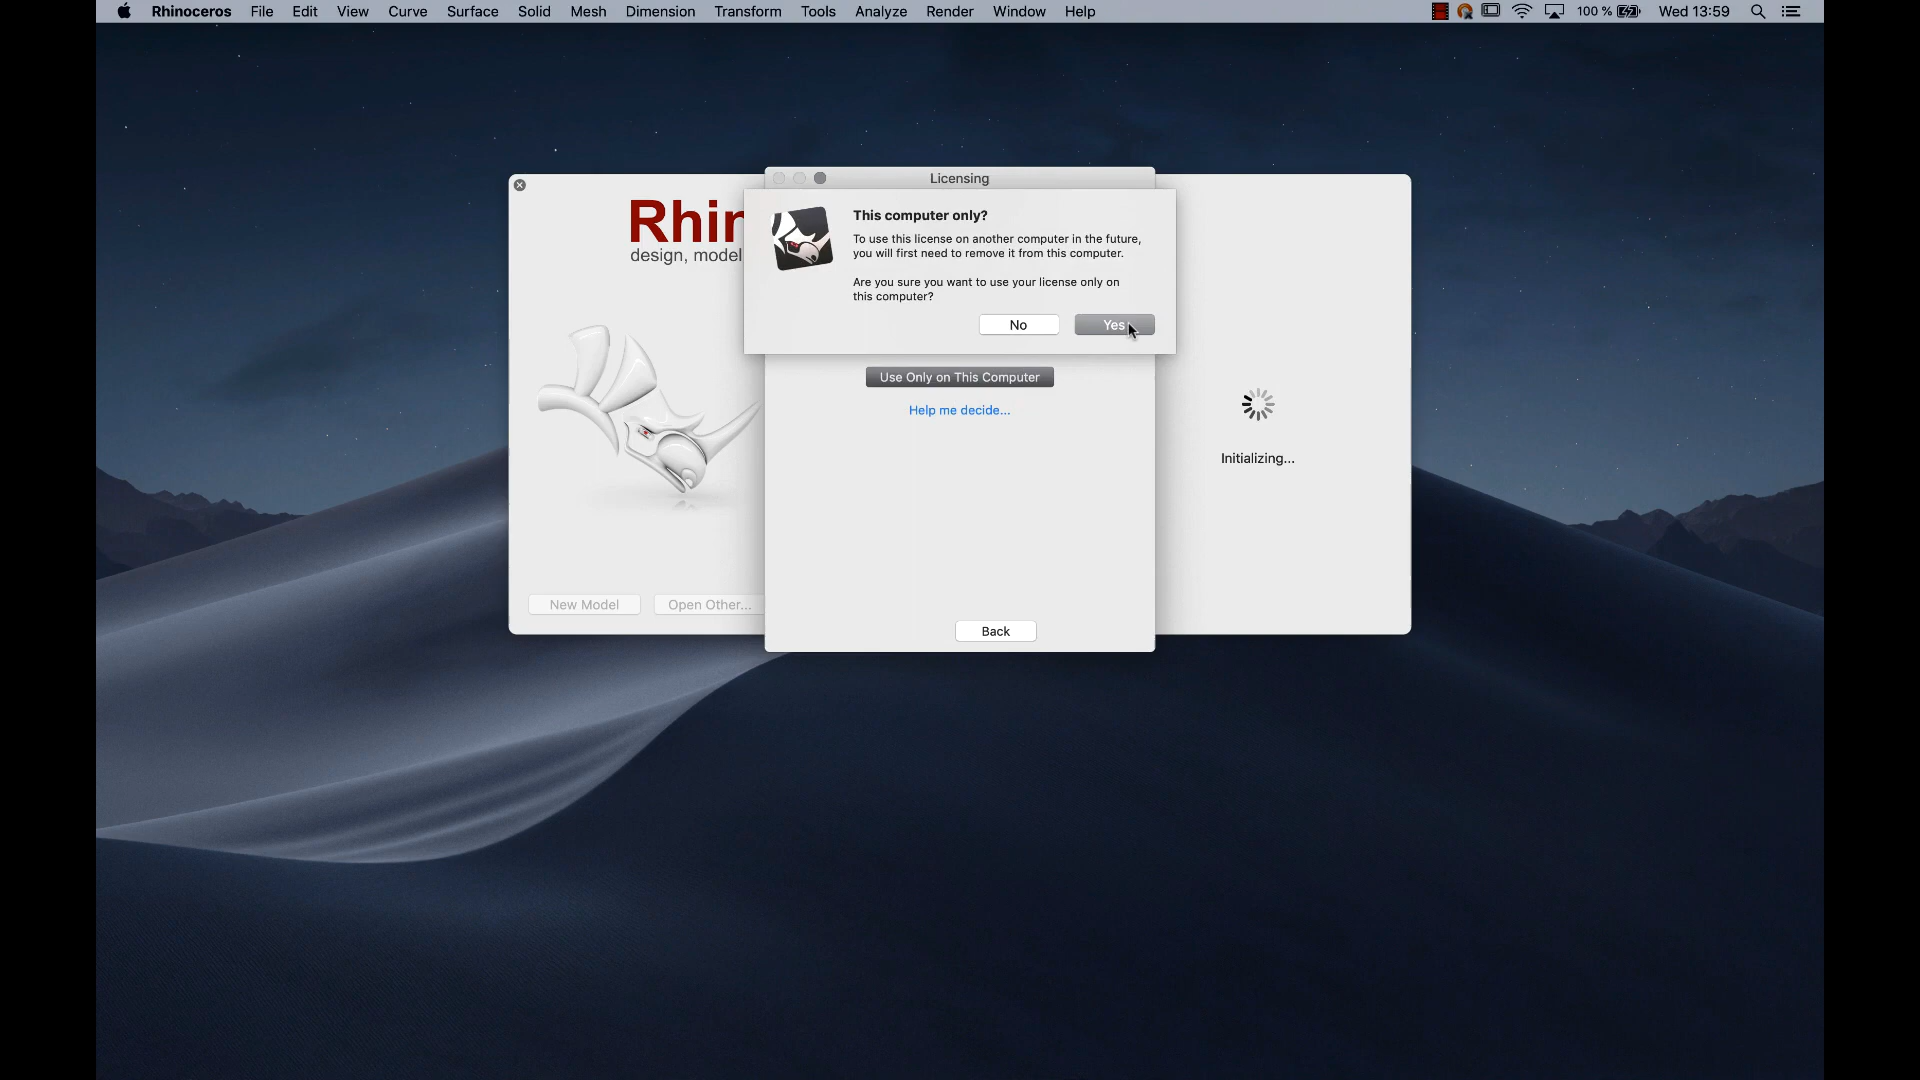 Rhinoceros File Edit View Curve Surface Solid Mesh Dimension Transform Tools Analyze Render Window Help 100 % Wed 13:59
Licensing
Rhin
design, model
This computer only?
To use this license on another computer in the future,
you will first need to remove it from this computer.
Are you sure you want to use your license only on
this computer?
No Yes
Use Only on This Computer
Help me decide...
Initializing...
New Model Open Other...
Back